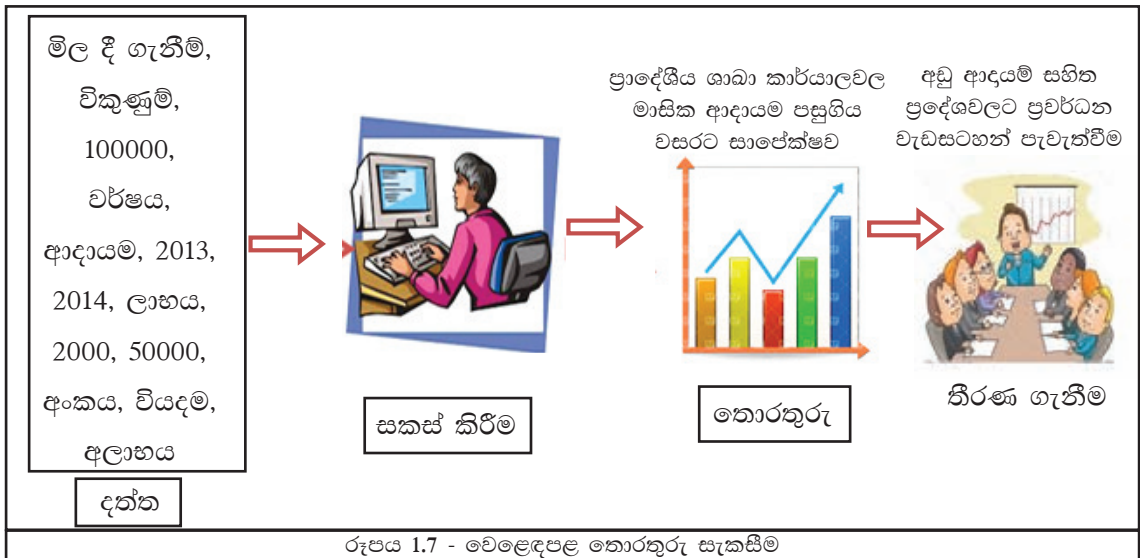 මිල දී ගැනීම්,
විකුණුම්,
100000,
වර්ෂය,
ආදායම, 2013,
2014, ලාභය,
2000, 50000,
අංකය, වියදම,
අලාභය
දත්ත
සකස් කිරීම
ප්‍රාදේශීය ශාඛා කාර්යාලවල
මාසික ආදායම පසුගිය
වසරට සාපේක්ෂව
තොරතුරු
අඩු ආදායම් සහිත
ප්‍රදේශවලට ප්‍රවර්ධන
වැඩසටහන් පැවැත්වීම
තීරණ ගැනීම
රූපය 1.7 - වෙළෙඳපළ තොරතුරු සැකසීම